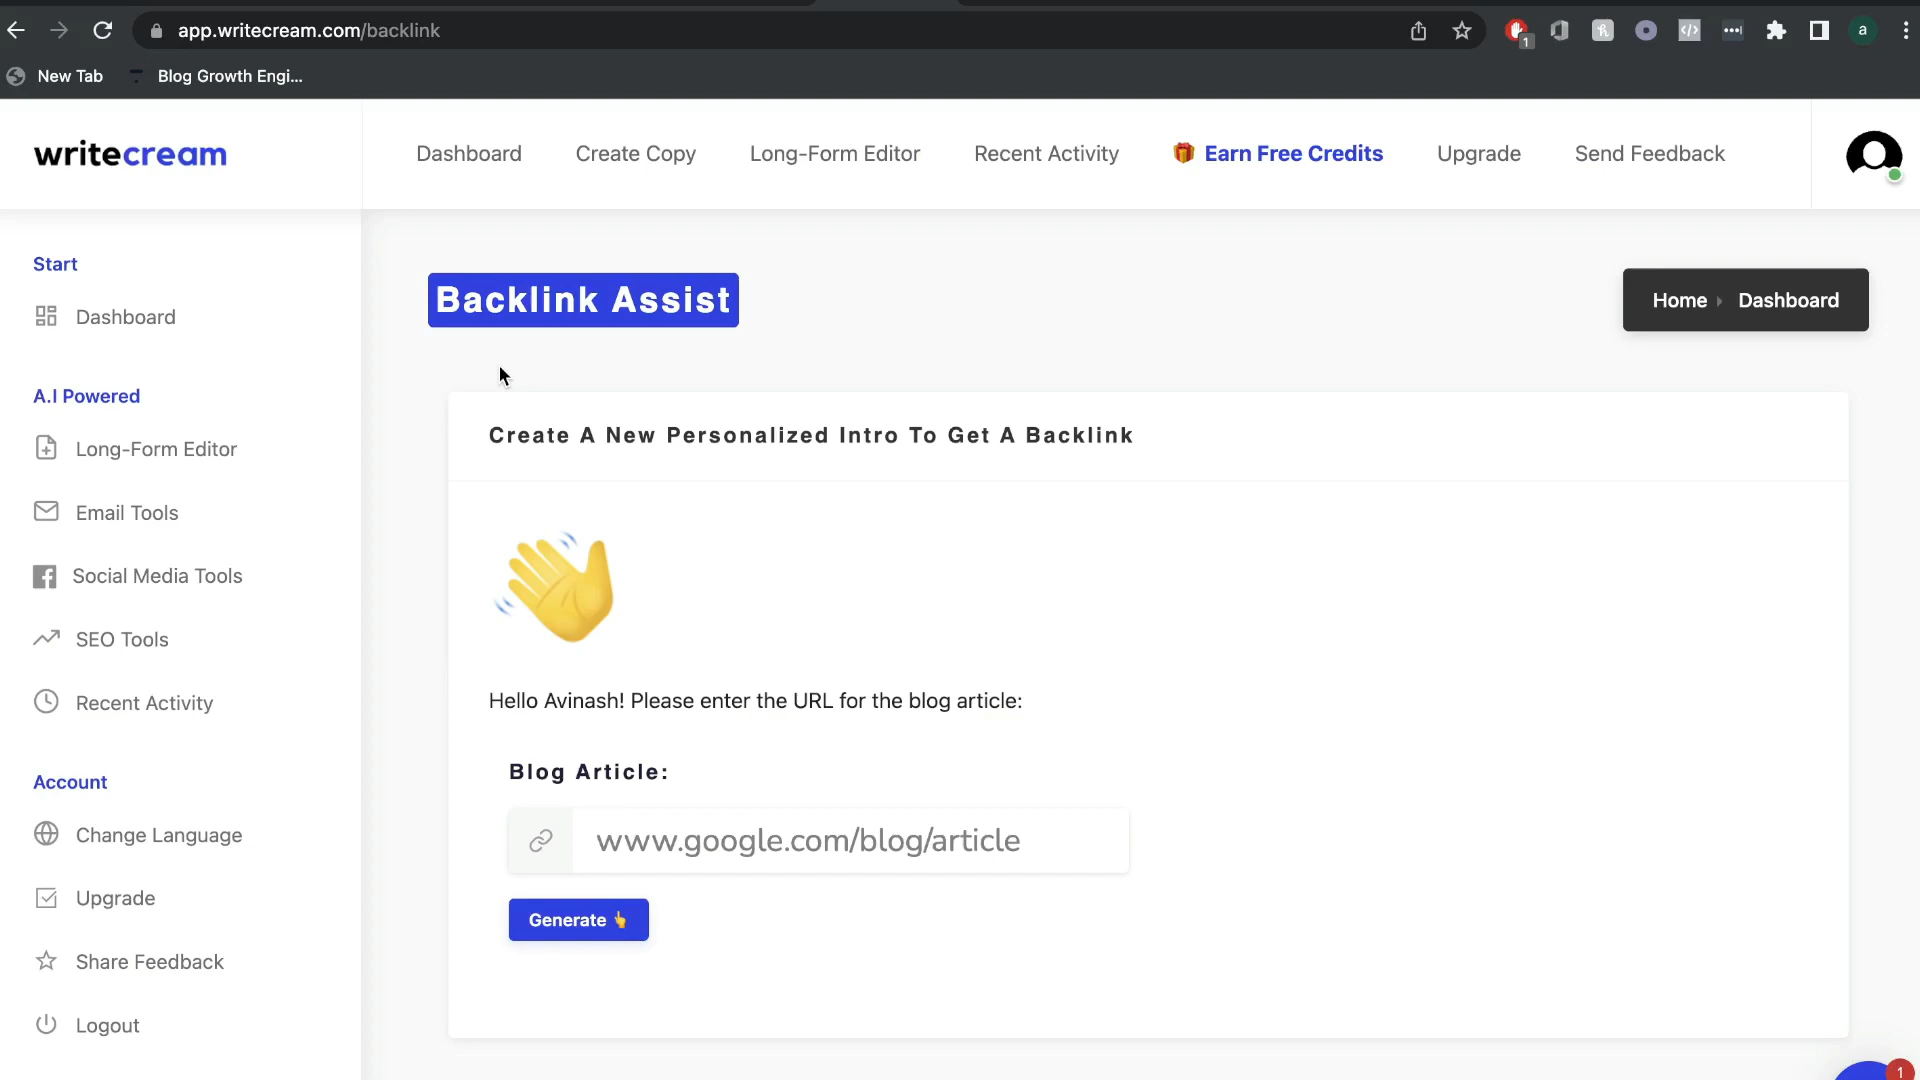 app.writecream.com/backlink
1
a
New Tab
Blog Growth Engi...
writecream
Dashboard
Create Copy
Long-Form Editor
Recent Activity
Earn Free Credits
Upgrade
Send Feedback
Start
Dashboard
A.I Powered
Long-Form Editor
Email Tools
Social Media Tools
SEO Tools
Recent Activity
Account
Change Language
Upgrade
Share Feedback
Logout
Backlink Assist
Home
Dashboard
Create A New Personalized Intro To Get A Backlink
Hello Avinash! Please enter the URL for the blog article:
Blog Article:
www.google.com/blog/article
Generate
1